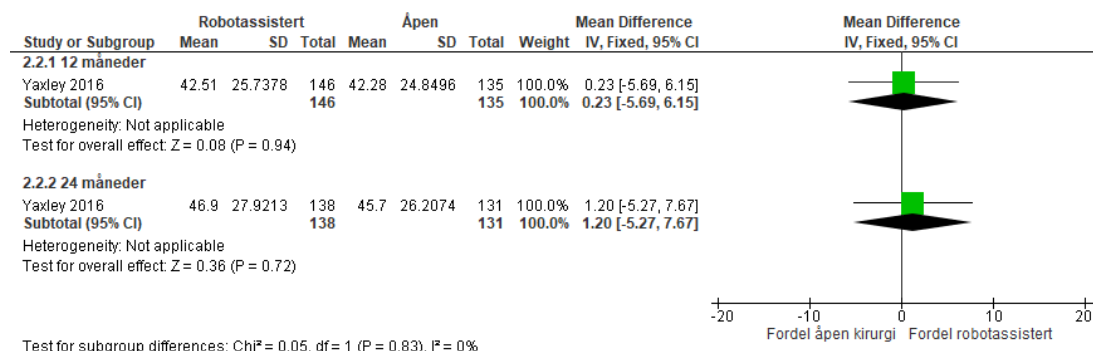 Robotassistert Åpen Mean Difference Mean Difference
Study or Subgroup Mean SD Total Mean SD Total Weight IV, Fixed, 95% CI IV, Fixed, 95% CI
2.2.1 12 måneder
Yaxley 2016 42.51 25.7378 146 42.28 24.8496 135 100.0% 0.23 [-5.69, 6.15]
Subtotal (95% CI) 146 135 100.0% 0.23 [-5.69, 6.15]
Heterogeneity: Not applicable
Test for overall effect: Z = 0.08 (P = 0.94)
2.2.2 24 måneder
Yaxley 2016 46.9 27.9213 138 45.7 26.2074 131 100.0% 1.20 [-5.27, 7.67]
Subtotal (95% CI) 138 131 100.0% 1.20 [-5.27, 7.67]
Heterogeneity: Not applicable
Test for overall effect: Z = 0.36 (P = 0.72)
-20 -10 0 10 20
Fordel åpen kirurgi Fordel robotassistert
Test for subgroup differences: Chi² = 0.05, df = 1 (P = 0.83), I² = 0%